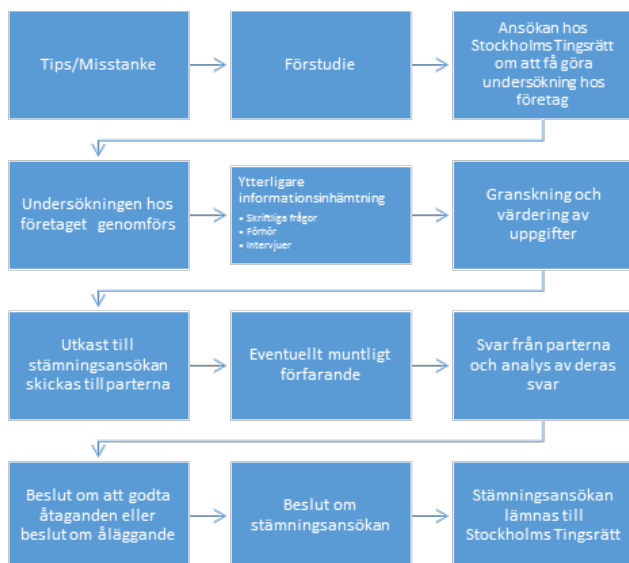 Tips/Misstanke
Förstudie
Ansökan hos
Stockholms Tingsrätt
om att få göra
undersökning hos
företag
Undersökningen hos
företaget genomförs
Ytterligare
informationsinhämtning
• Skriftliga frågor
• Förhör
• Intervjuer
Granskning och
värdering av
uppgifter
Utkast till
stämningsansökan
skickas till parterna
Eventuellt muntligt
förfarande
Svar från parterna
och analys av deras
svar
Beslut om att godta
åtaganden eller
beslut om åläggande
Beslut om
stämningsansökan
Stämningsansökan
lämnas till
Stockholms Tingsrätt